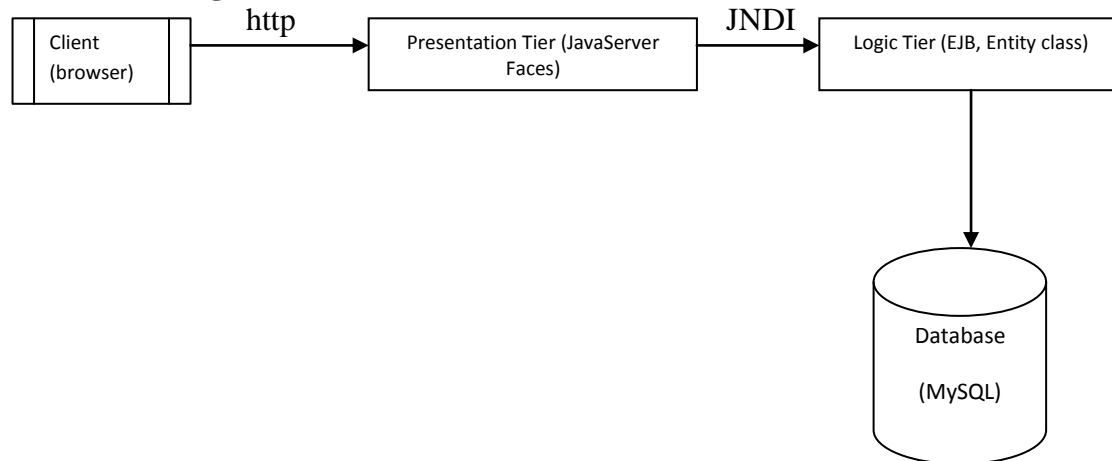 http
JNDI
Client
(browser)
Presentation Tier (JavaServer
Faces)
Logic Tier (EJB, Entity class)
Database
(MySQL)